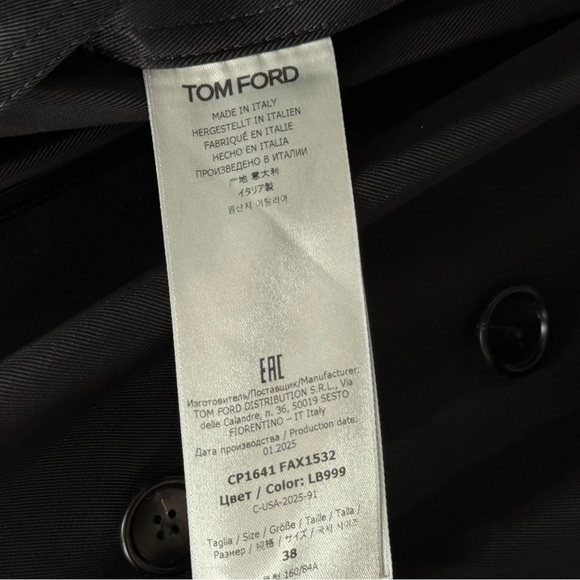 TOM FORD
MADE IN ITALY
HERGESTELLT IN ITALIEN
FABRIQUÉ EN ITALIE
HECHO EN ITALIA
ПРОИЗВЕДЕНО В ИТАЛИИ
产地 意大利
イタリア製
원산지 이탈리아
EAC
Изготовитель/Поставщик/Manufacturer:
TOM FORD DISTRIBUTION S.R.L., Via
delle Calandre, n. 36, 50019 SESTO
FIORENTINO – IT Italy
Дата производства / Production date:
01.2025
CP1641 FAX1532
Цвет / Color: LB999
C-USA-2025-91
Taglia / Size / Größe / Taille / Talla /
Размер / 规格 / サイズ / 국제 사이즈
38
160/84A